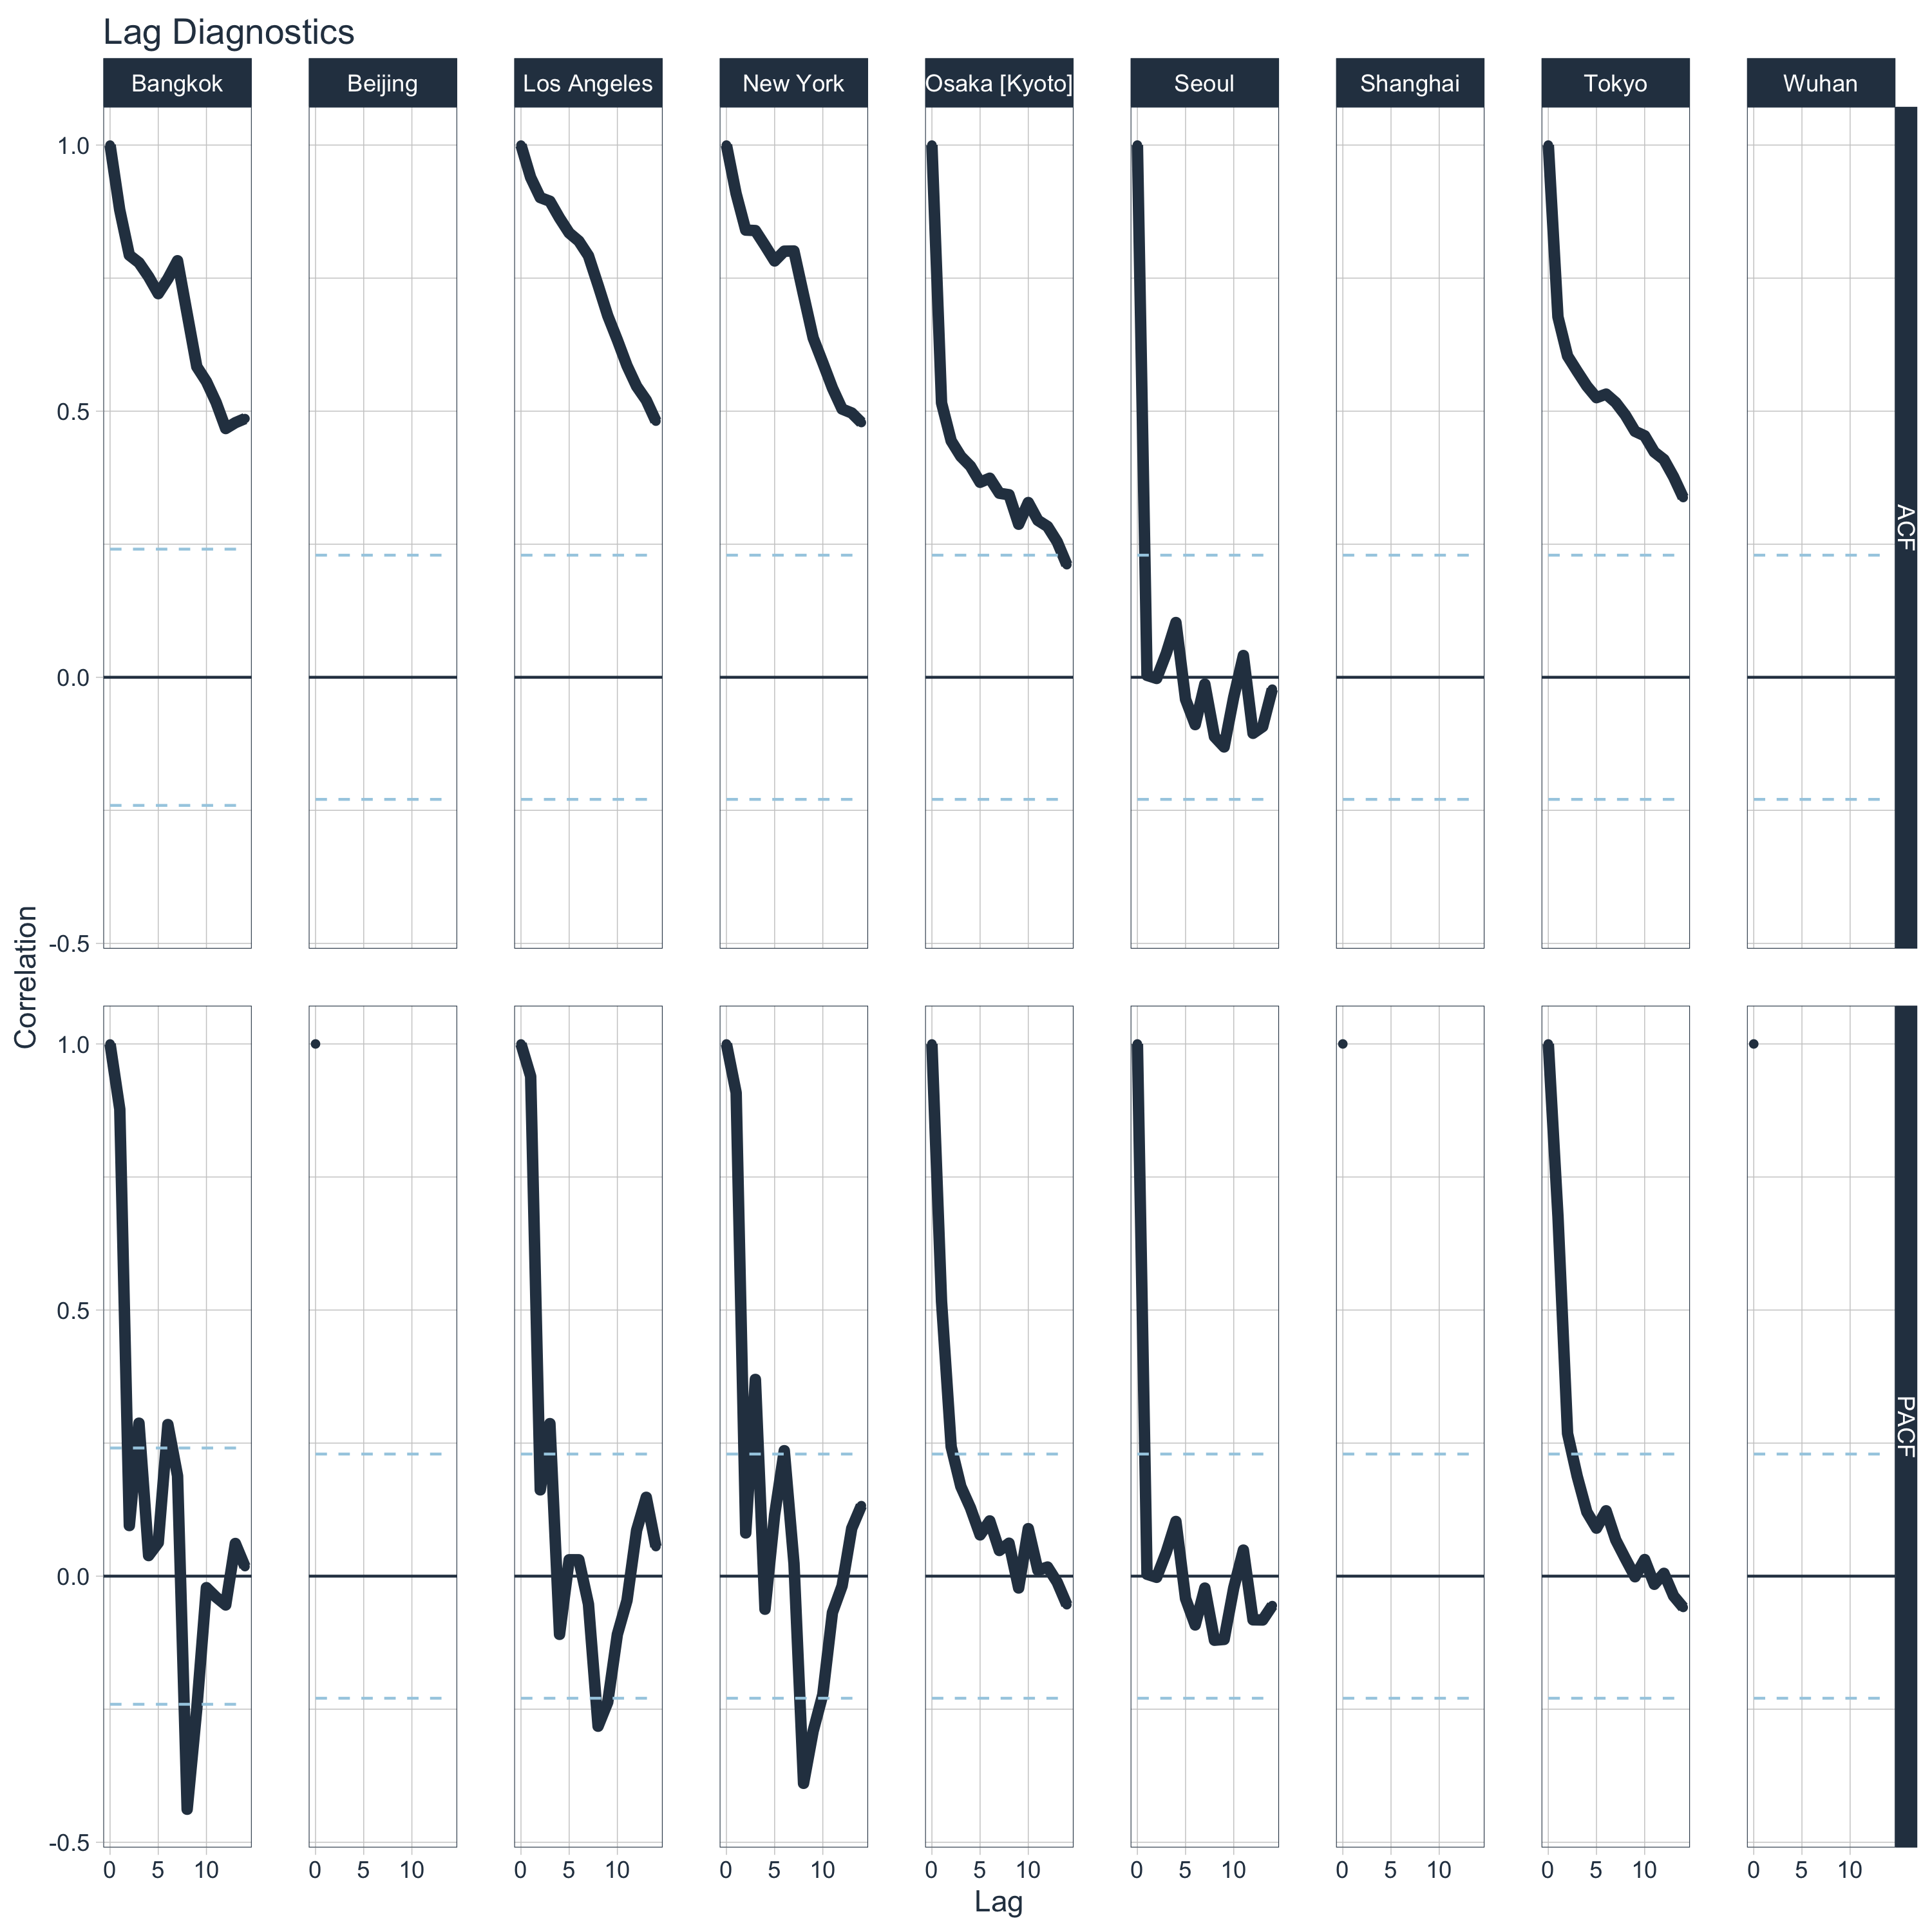 Lag Diagnostics
Bangkok Beijing Los Angeles New York Osaka [Kyoto] Seoul Shanghai Tokyo Wuhan
1.0
0.5
0.0
-0.5
ACF
Correlation
1.0
0.5
0.0
-0.5
PACF
0 5 10 0 5 10 0 5 10 0 5 10 0 5 10 0 5 10 0 5 10 0 5 10 0 5 10
Lag